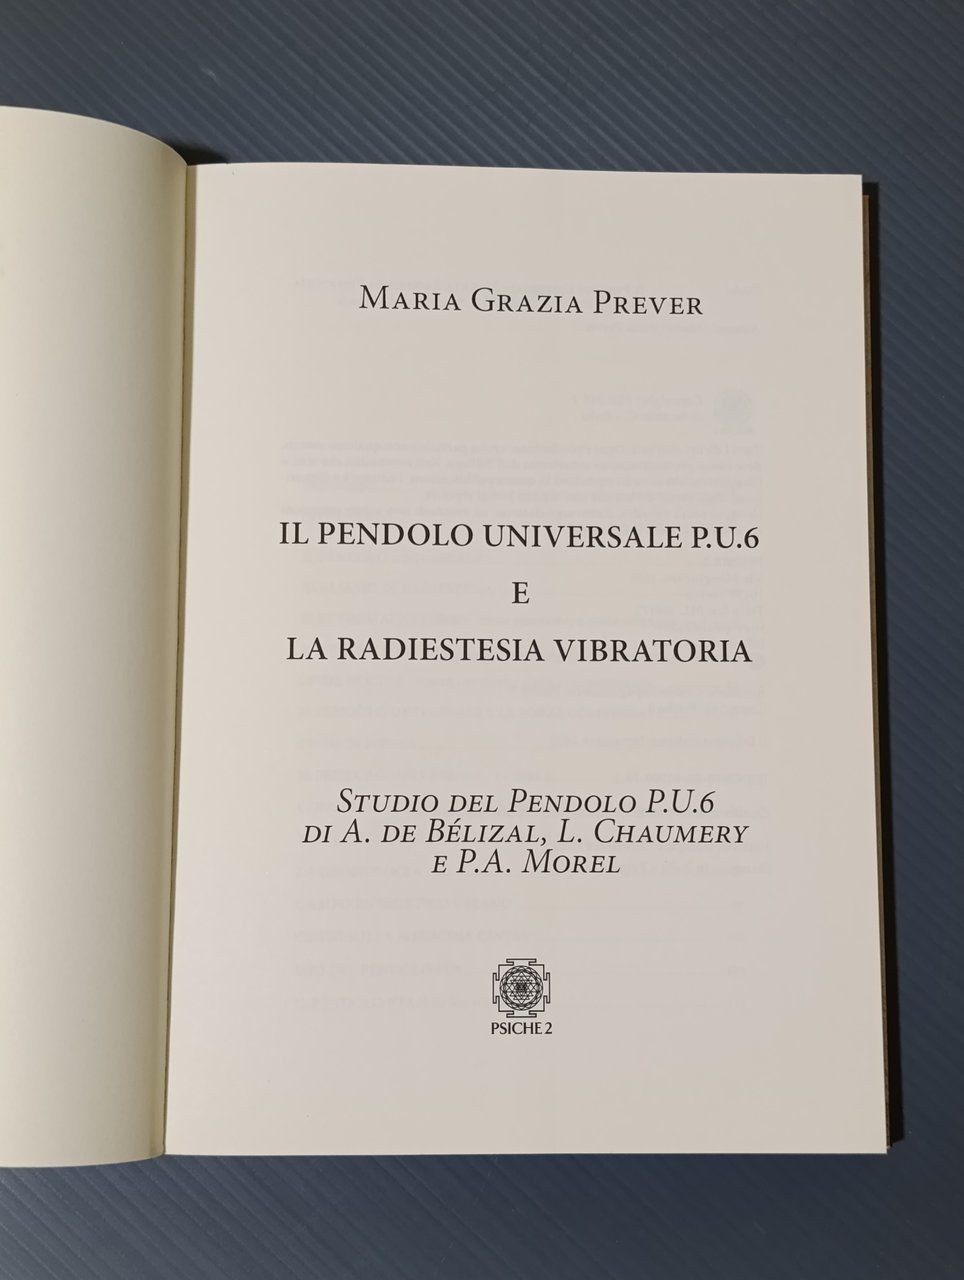 MARIA GRAZIA PREVER
IL PENDOLO UNIVERSALE P.U.6
E
LA RADIESTESIA VIBRATORIA
STUDIO DEL PENDOLO P.U.6
DI A. DE BÉLIZAL, L. CHAUMERY
E P.A. MOREL
PSICHE 2